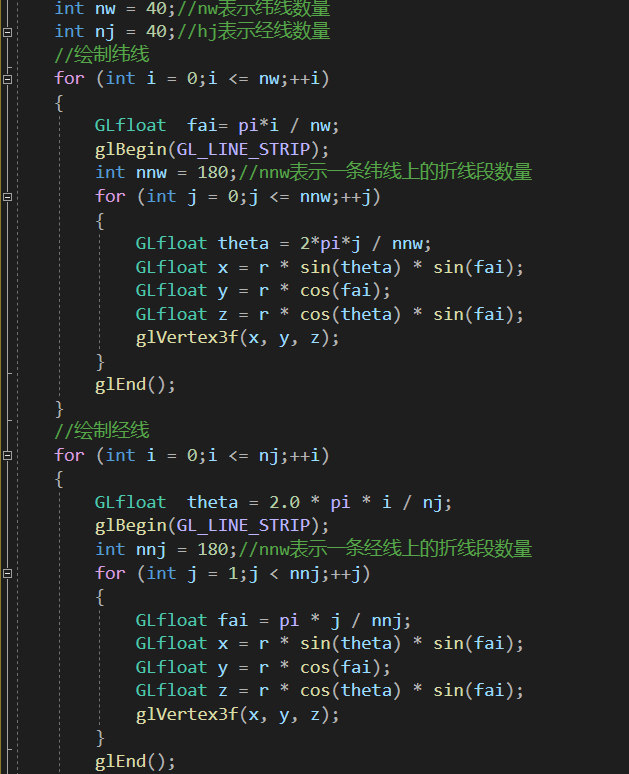 int nw = 40;//nw表示纬线数量
int nj = 40;//hj表示经线数量
//绘制纬线
for (int i = 0;i <= nw;++i)
{
GLfloat  fai= pi*i / nw;
glBegin(GL_LINE_STRIP);
int nnw = 180;//nnw表示一条纬线上的折线段数量
for (int j = 0;j <= nnw;++j)
{
GLfloat theta = 2*pi*j / nnw;
GLfloat x = r * sin(theta) * sin(fai);
GLfloat y = r * cos(fai);
GLfloat z = r * cos(theta) * sin(fai);
glVertex3f(x, y, z);
}
glEnd();
}
//绘制经线
for (int i = 0;i <= nj;++i)
{
GLfloat  theta = 2.0 * pi * i / nj;
glBegin(GL_LINE_STRIP);
int nnj = 180;//nnw表示一条经线上的折线段数量
for (int j = 1;j < nnj;++j)
{
GLfloat fai = pi * j / nnj;
GLfloat x = r * sin(theta) * sin(fai);
GLfloat y = r * cos(fai);
GLfloat z = r * cos(theta) * sin(fai);
glVertex3f(x, y, z);
}
glEnd();